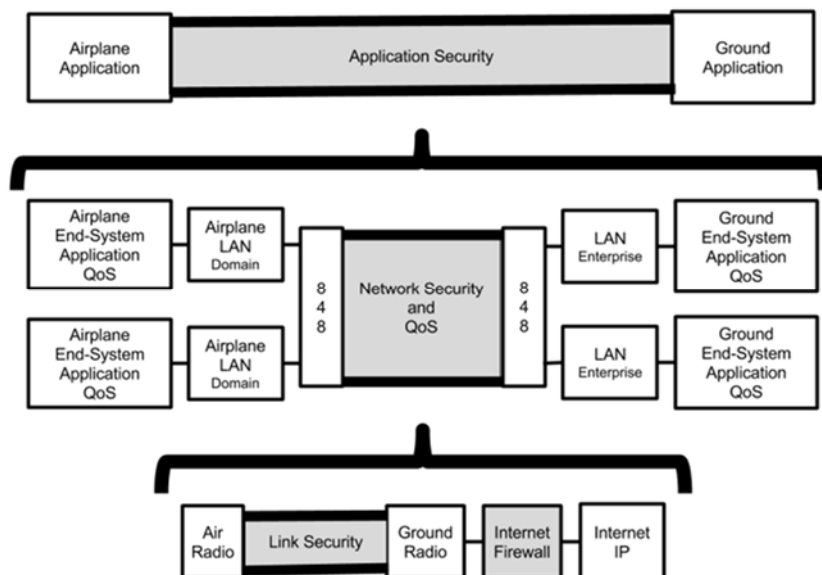 Airplane
Application
Application Security
Ground
Application
Airplane
End-System
Application
QoS
Airplane
LAN
Domain
8
4
8
Network Security
and
QoS
8
4
8
LAN
Enterprise
Ground
End-System
Application
QoS
Airplane
End-System
Application
QoS
Airplane
LAN
Domain
LAN
Enterprise
Ground
End-System
Application
QoS
Air
Radio
Link Security
Ground
Radio
Internet
Firewall
Internet
IP